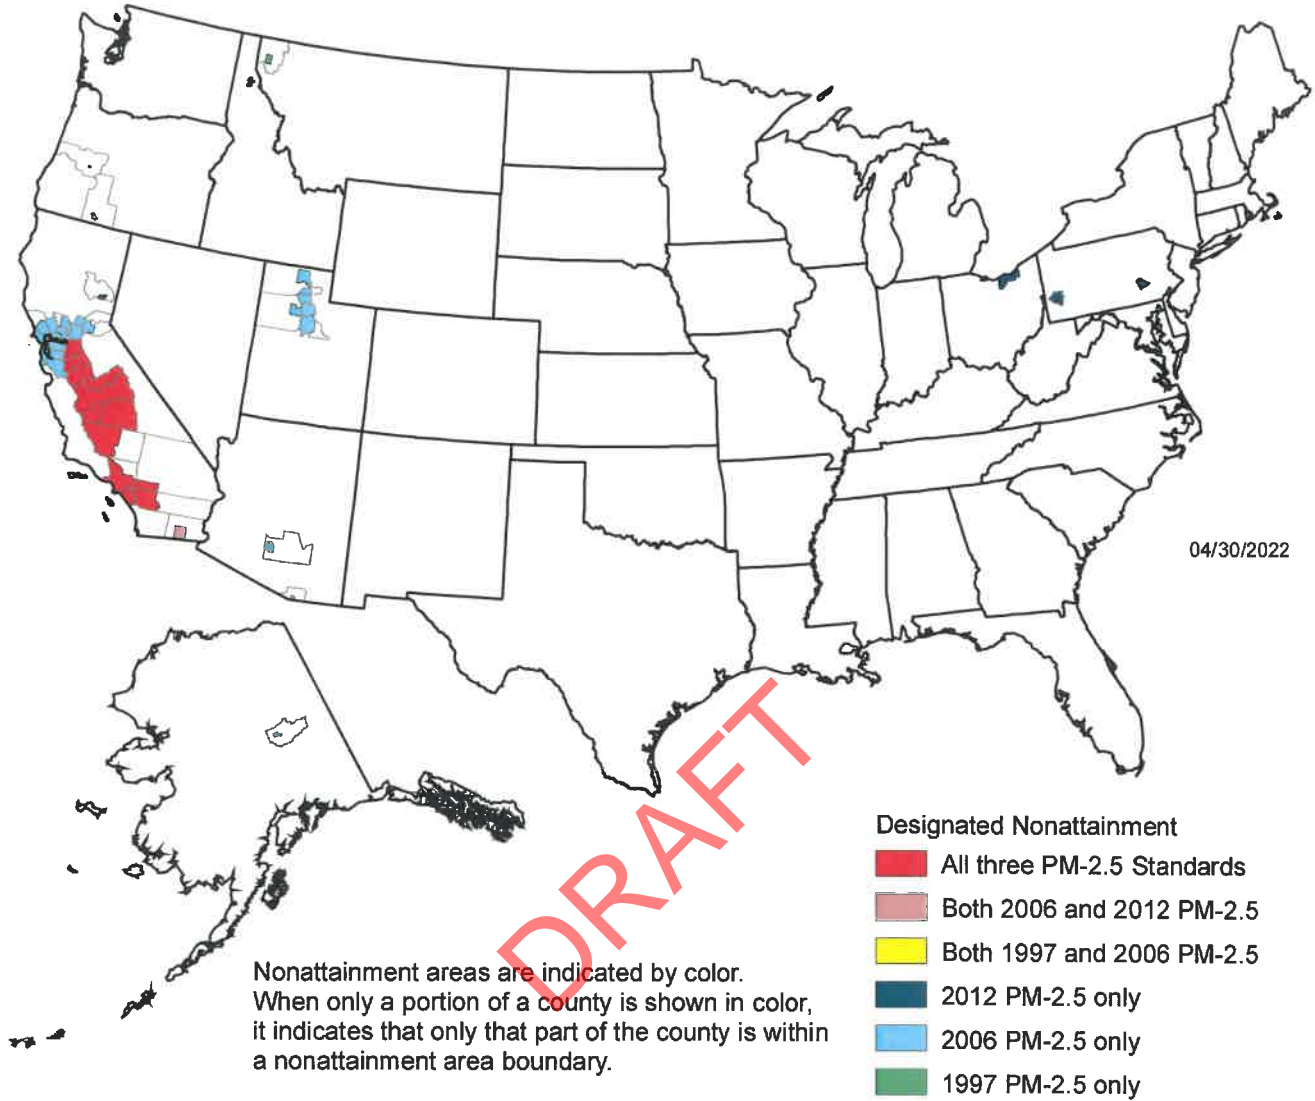 04/30/2022
DRAFT
Designated Nonattainment
All three PM-2.5 Standards
Both 2006 and 2012 PM-2.5
Both 1997 and 2006 PM-2.5
2012 PM-2.5 only
2006 PM-2.5 only
1997 PM-2.5 only
Nonattainment areas are indicated by color.
When only a portion of a county is shown in color,
it indicates that only that part of the county is within
a nonattainment area boundary.